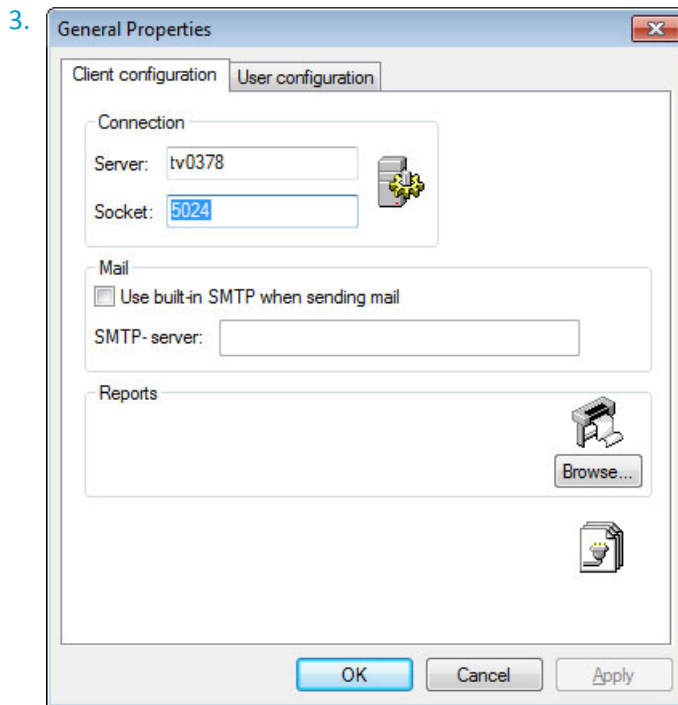 3.
General Properties
Client configuration User configuration
Connection
Server: tv0378
Socket: 5024
Mail
Use built-in SMTP when sending mail
SMTP- server:
Reports
Browse...
OK Cancel Apply